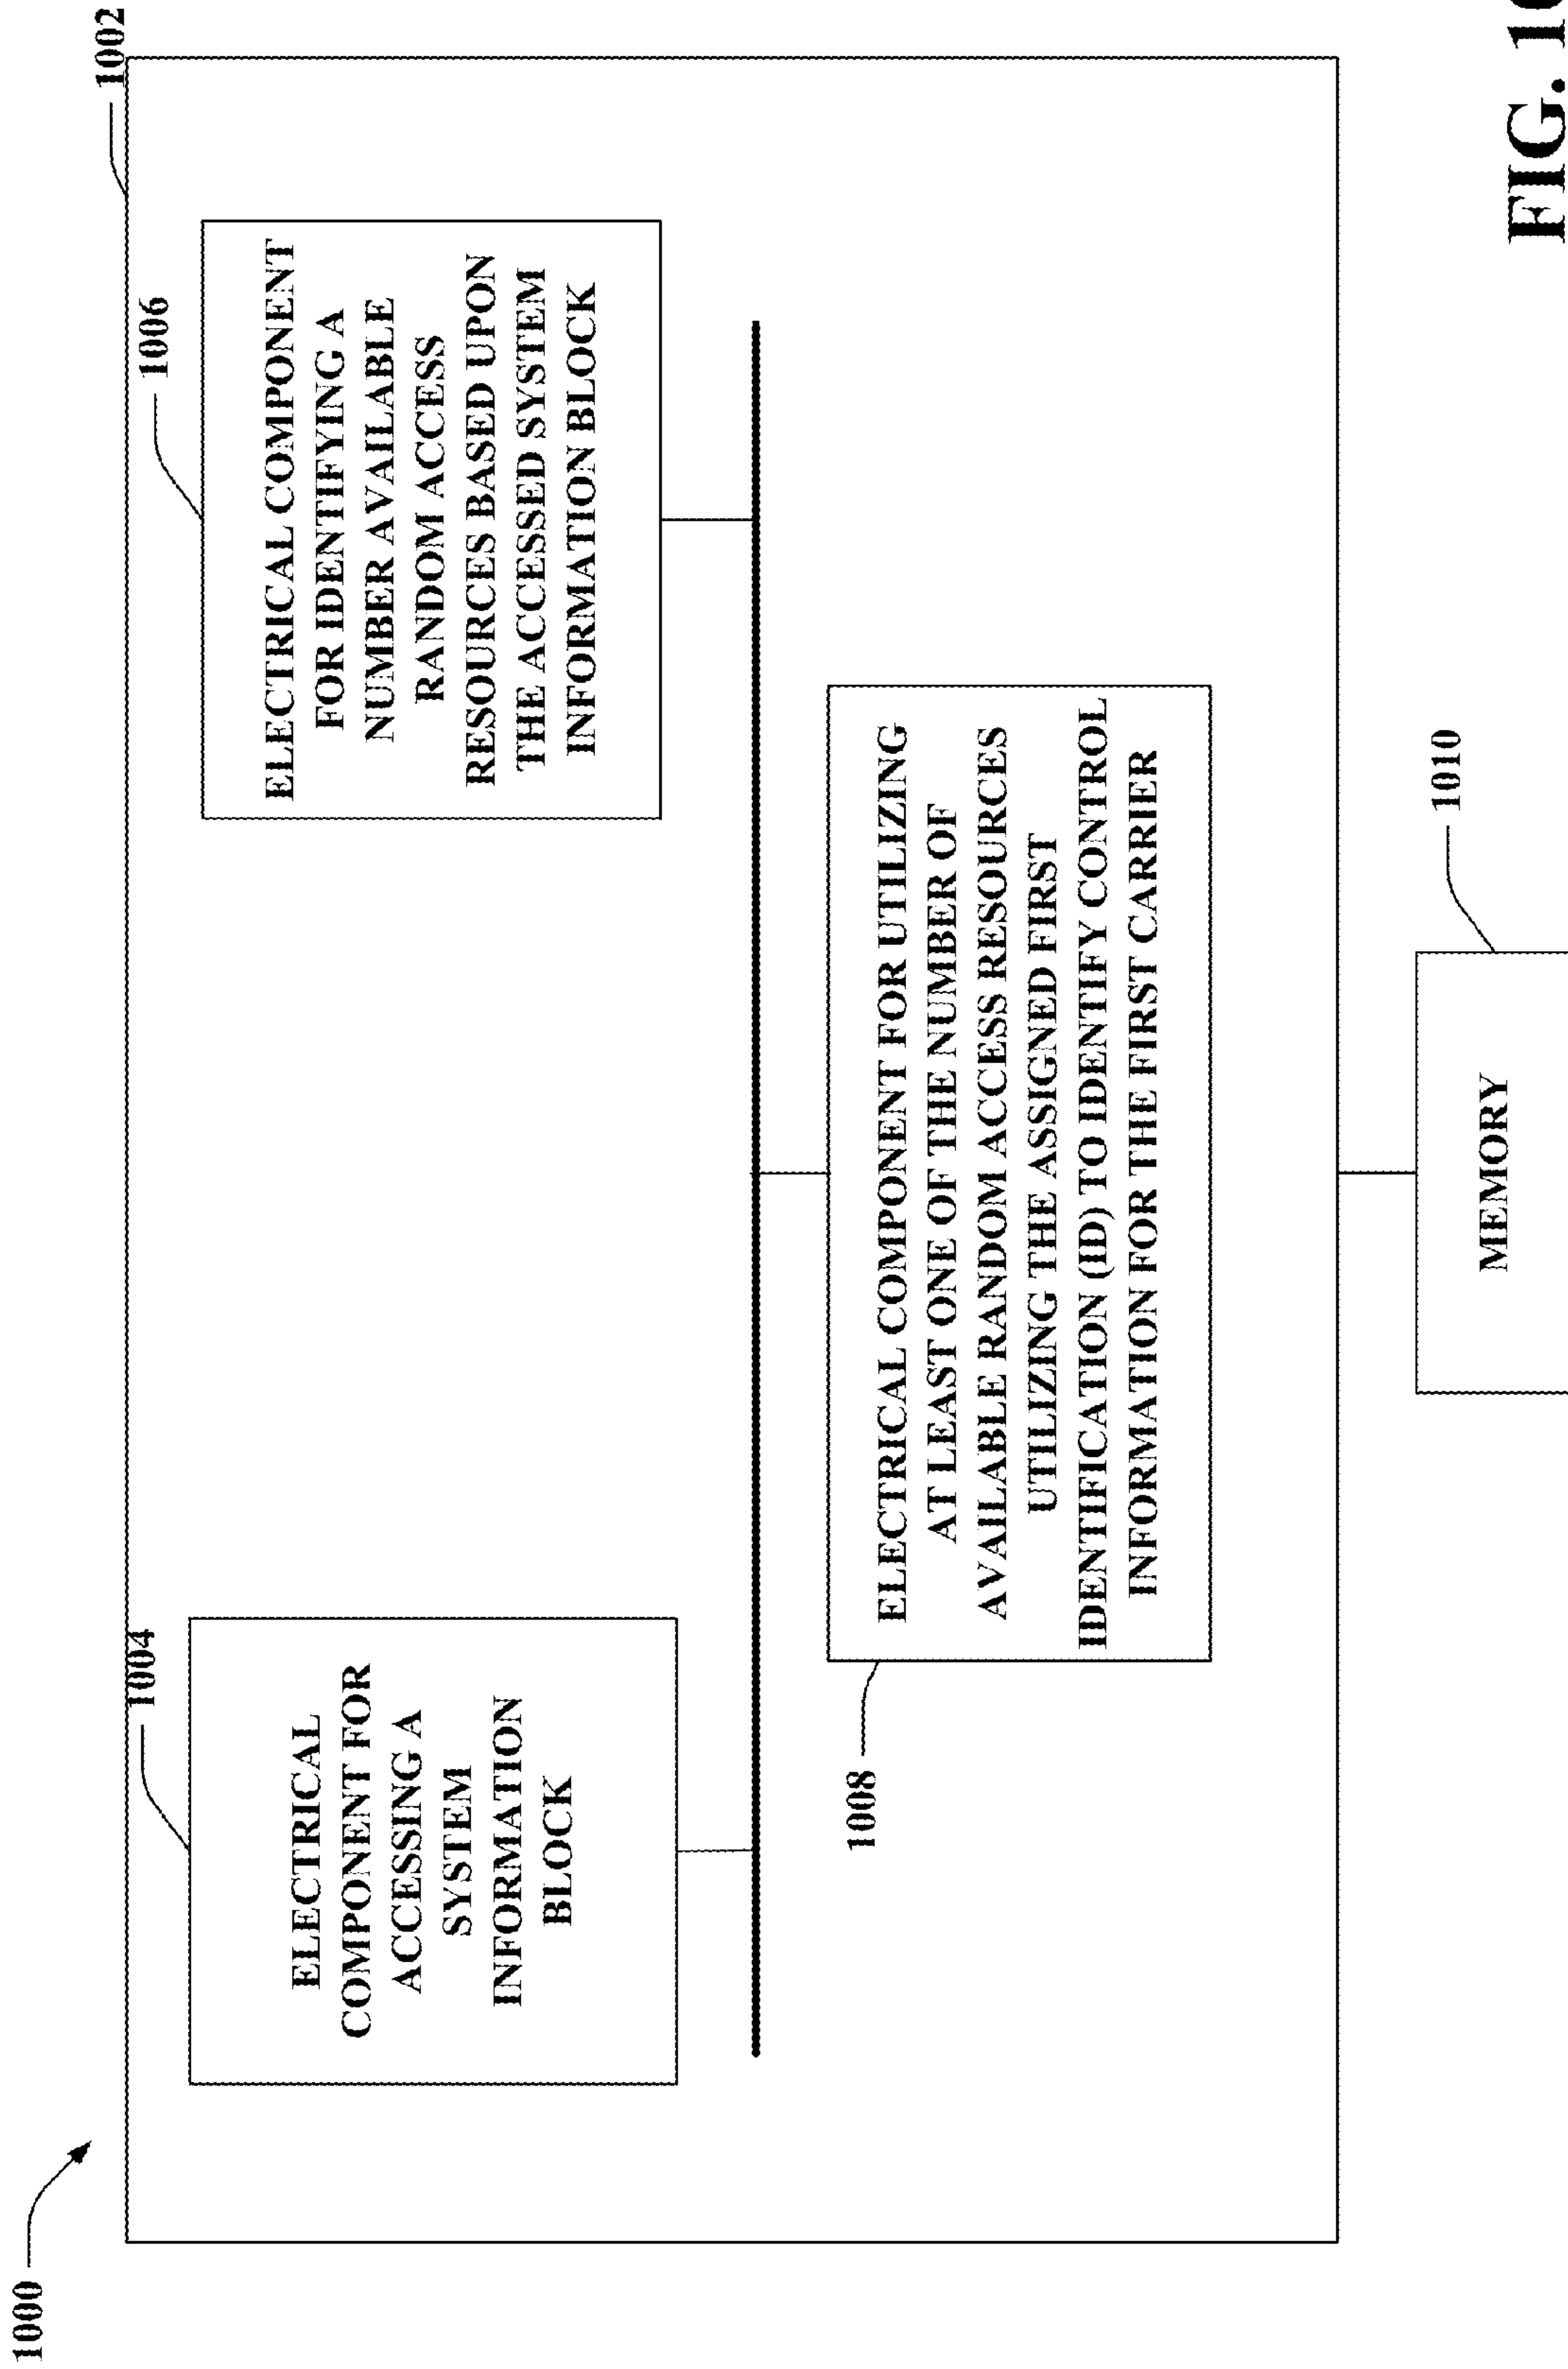 1000
1002
1004
ELECTRICAL
COMPONENT FOR
ACCESSING A
SYSTEM
INFORMATION
BLOCK
1006
ELECTRICAL COMPONENT
FOR IDENTIFYING A
NUMBER AVAILABLE
RANDOM ACCESS
RESOURCES BASED UPON
THE ACCESSED SYSTEM
INFORMATION BLOCK
1008
ELECTRICAL COMPONENT FOR UTILIZING
AT LEAST ONE OF THE NUMBER OF
AVAILABLE RANDOM ACCESS RESOURCES
UTILIZING THE ASSIGNED FIRST
IDENTIFICATION (ID) TO IDENTIFY CONTROL
INFORMATION FOR THE FIRST CARRIER
1010
MEMORY
FIG. 10